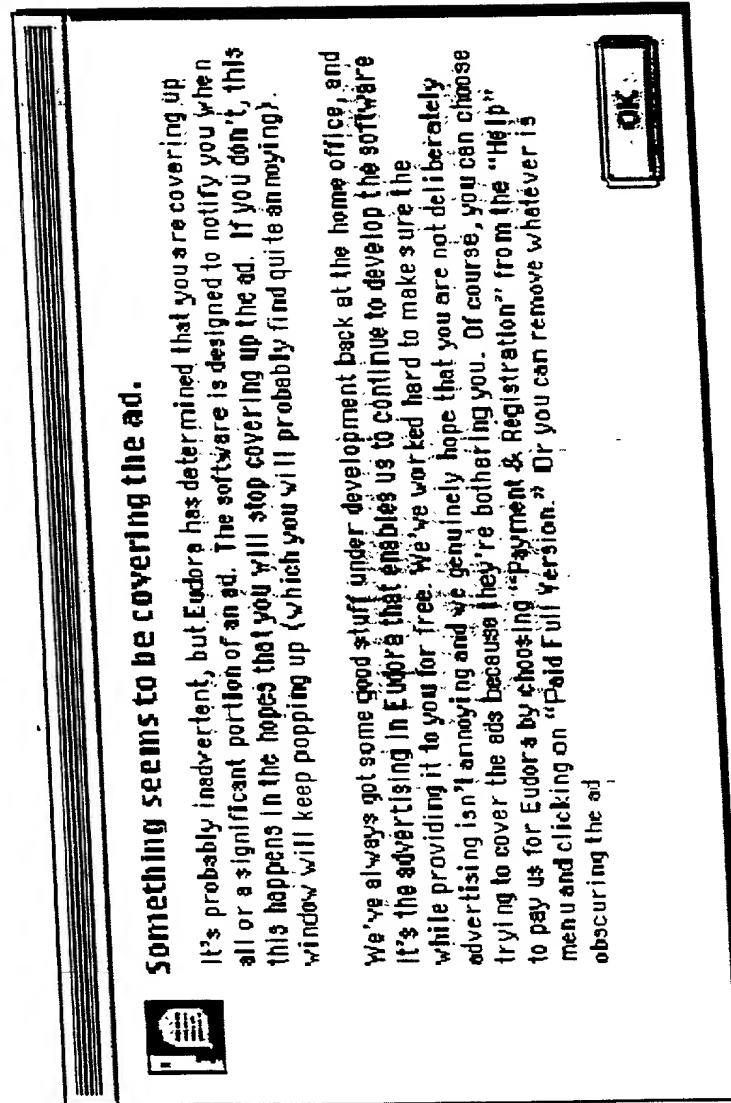 Something seems to be covering the ad.
It's probably inadvertent, but Eudora has determined that you are covering up
all or a significant portion of an ad. The software is designed to notify you when
this happens in the hopes that you will stop covering up the ad. If you don't, this
window will keep popping up (which you will probably find quite annoying).
We've always got some good stuff under development back at the home office, and
It's the advertising in Eudora that enables us to continue to develop the software
while providing it to you for free. We've worked hard to make sure the
advertising isn't annoying and we genuinely hope that you are not deliberately
trying to cover the ads because they're bothering you. Of course, you can choose
to pay us for Eudora by choosing "Payment & Registration" from the "Help"
menu and clicking on "Paid Full Version." Or you can remove whatever is
obscuring the ad
OK